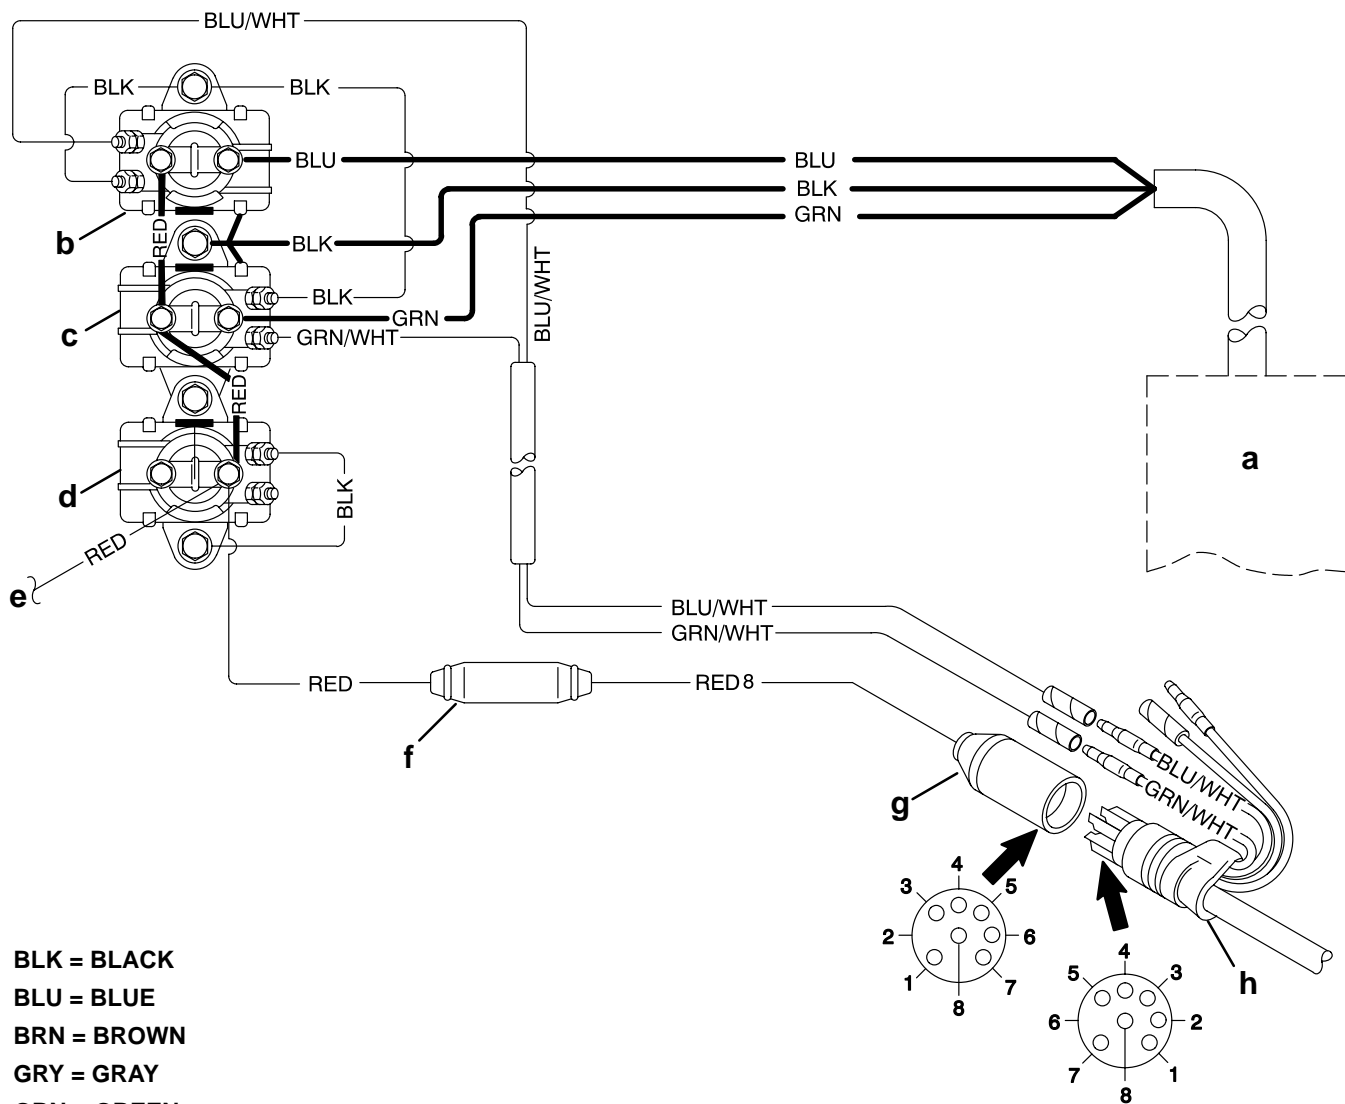 BLU/WHT
BLK
BLK
BLU
BLU
BLK
GRN
b
RED
BLK
BLU/WHT
BLK
c
GRN
GRN/WHT
RED
a
d
BLK
RED
e
BLU/WHT
GRN/WHT
RED
RED 8
f
BLU/WHT
GRN/WHT
g
h
4
3
5
2
6
1
7
8
4
5
3
6
2
7
1
8
BLK = BLACK
BLU = BLUE
BRN = BROWN
GRY = GRAY